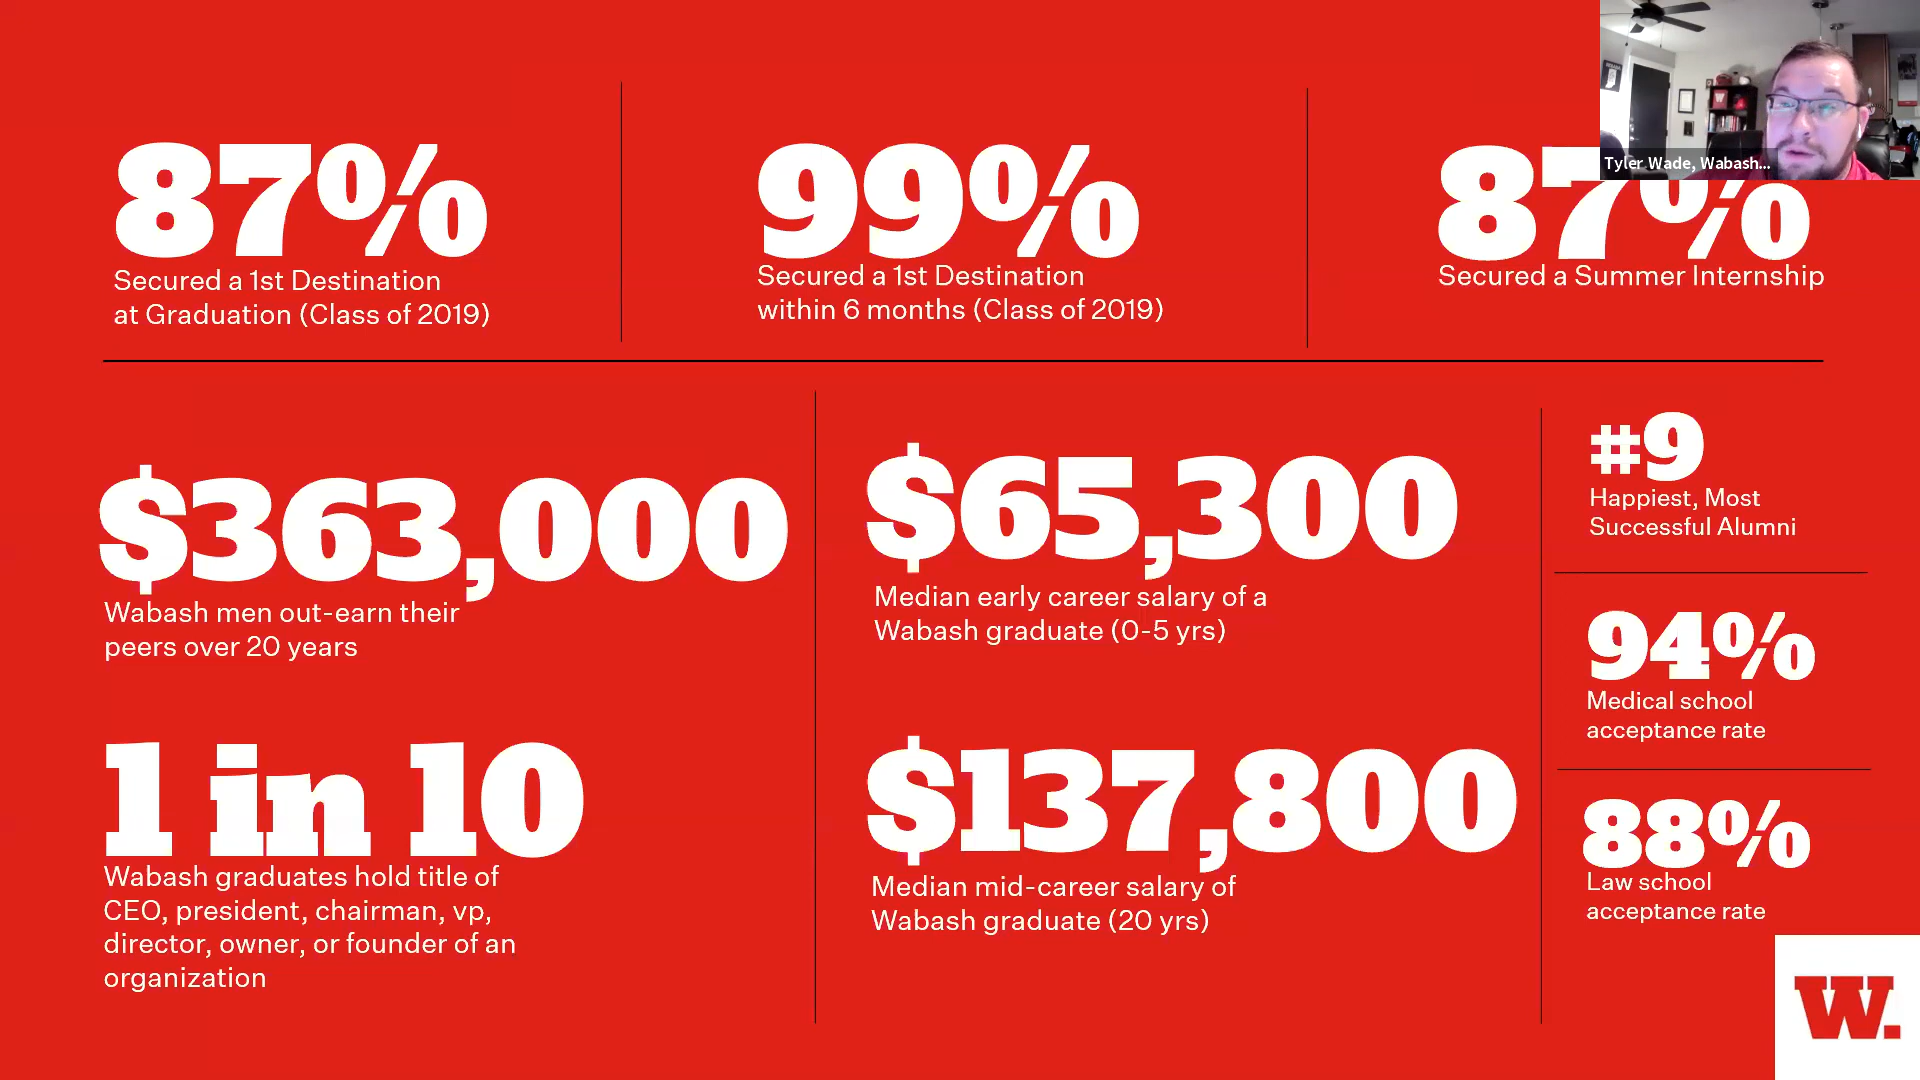 87%
Secured a 1st Destination
at Graduation (Class of 2019)
99%
Secured a 1st Destination
within 6 months (Class of 2019)
Tyler Wade, Wabash...
87%
Secured a Summer Internship
$363,000
Wabash men out-earn their
peers over 20 years
1 in 10
Wabash graduates hold title of
CEO, president, chairman, vp,
director, owner, or founder of an
organization
$65,300
Median early career salary of a
Wabash graduate (0-5 yrs)
$137,800
Median mid-career salary of
Wabash graduate (20 yrs)
#9
Happiest, Most
Successful Alumni
94%
Medical school
acceptance rate
88%
Law school
acceptance rate
W.